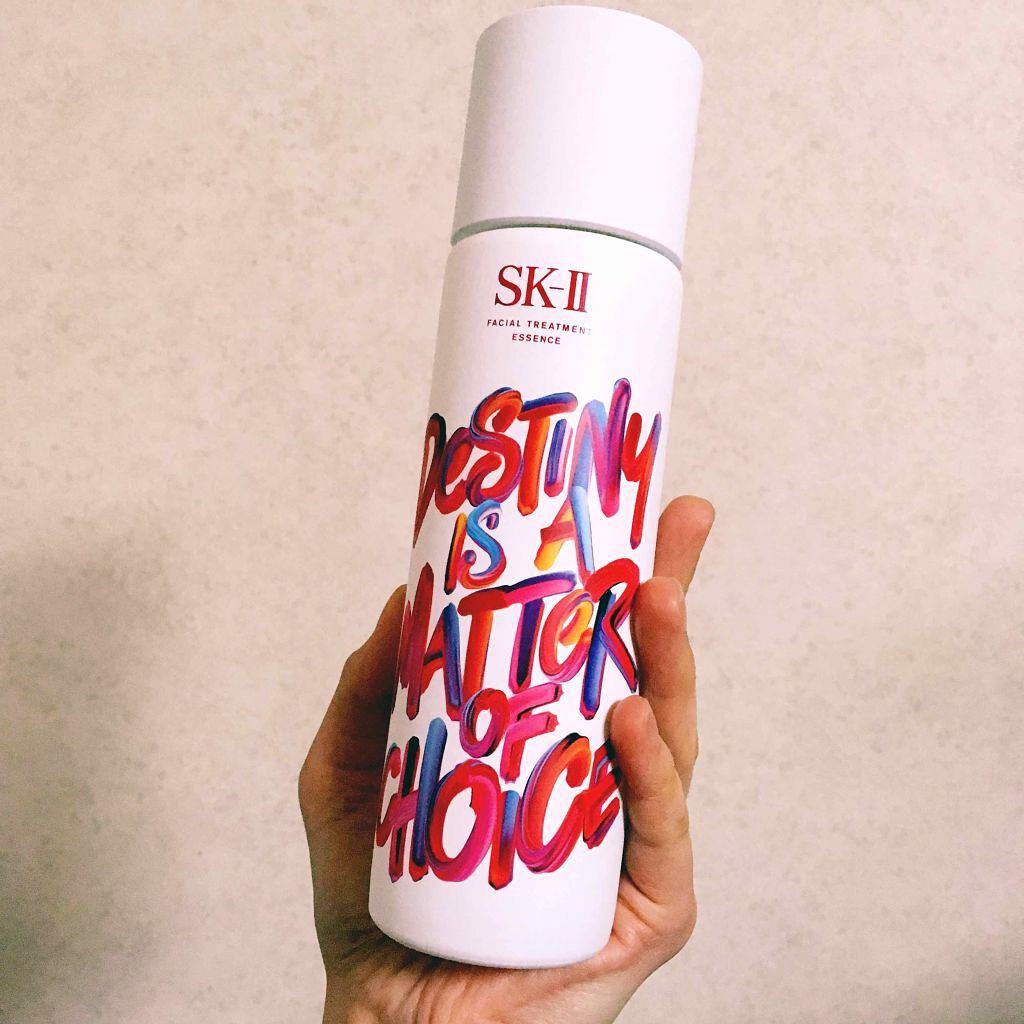 SK-II
FACIAL TREATMENT
ESSENCE
DeSTiNy
iS A
MATTeR
OF
CHOiCe